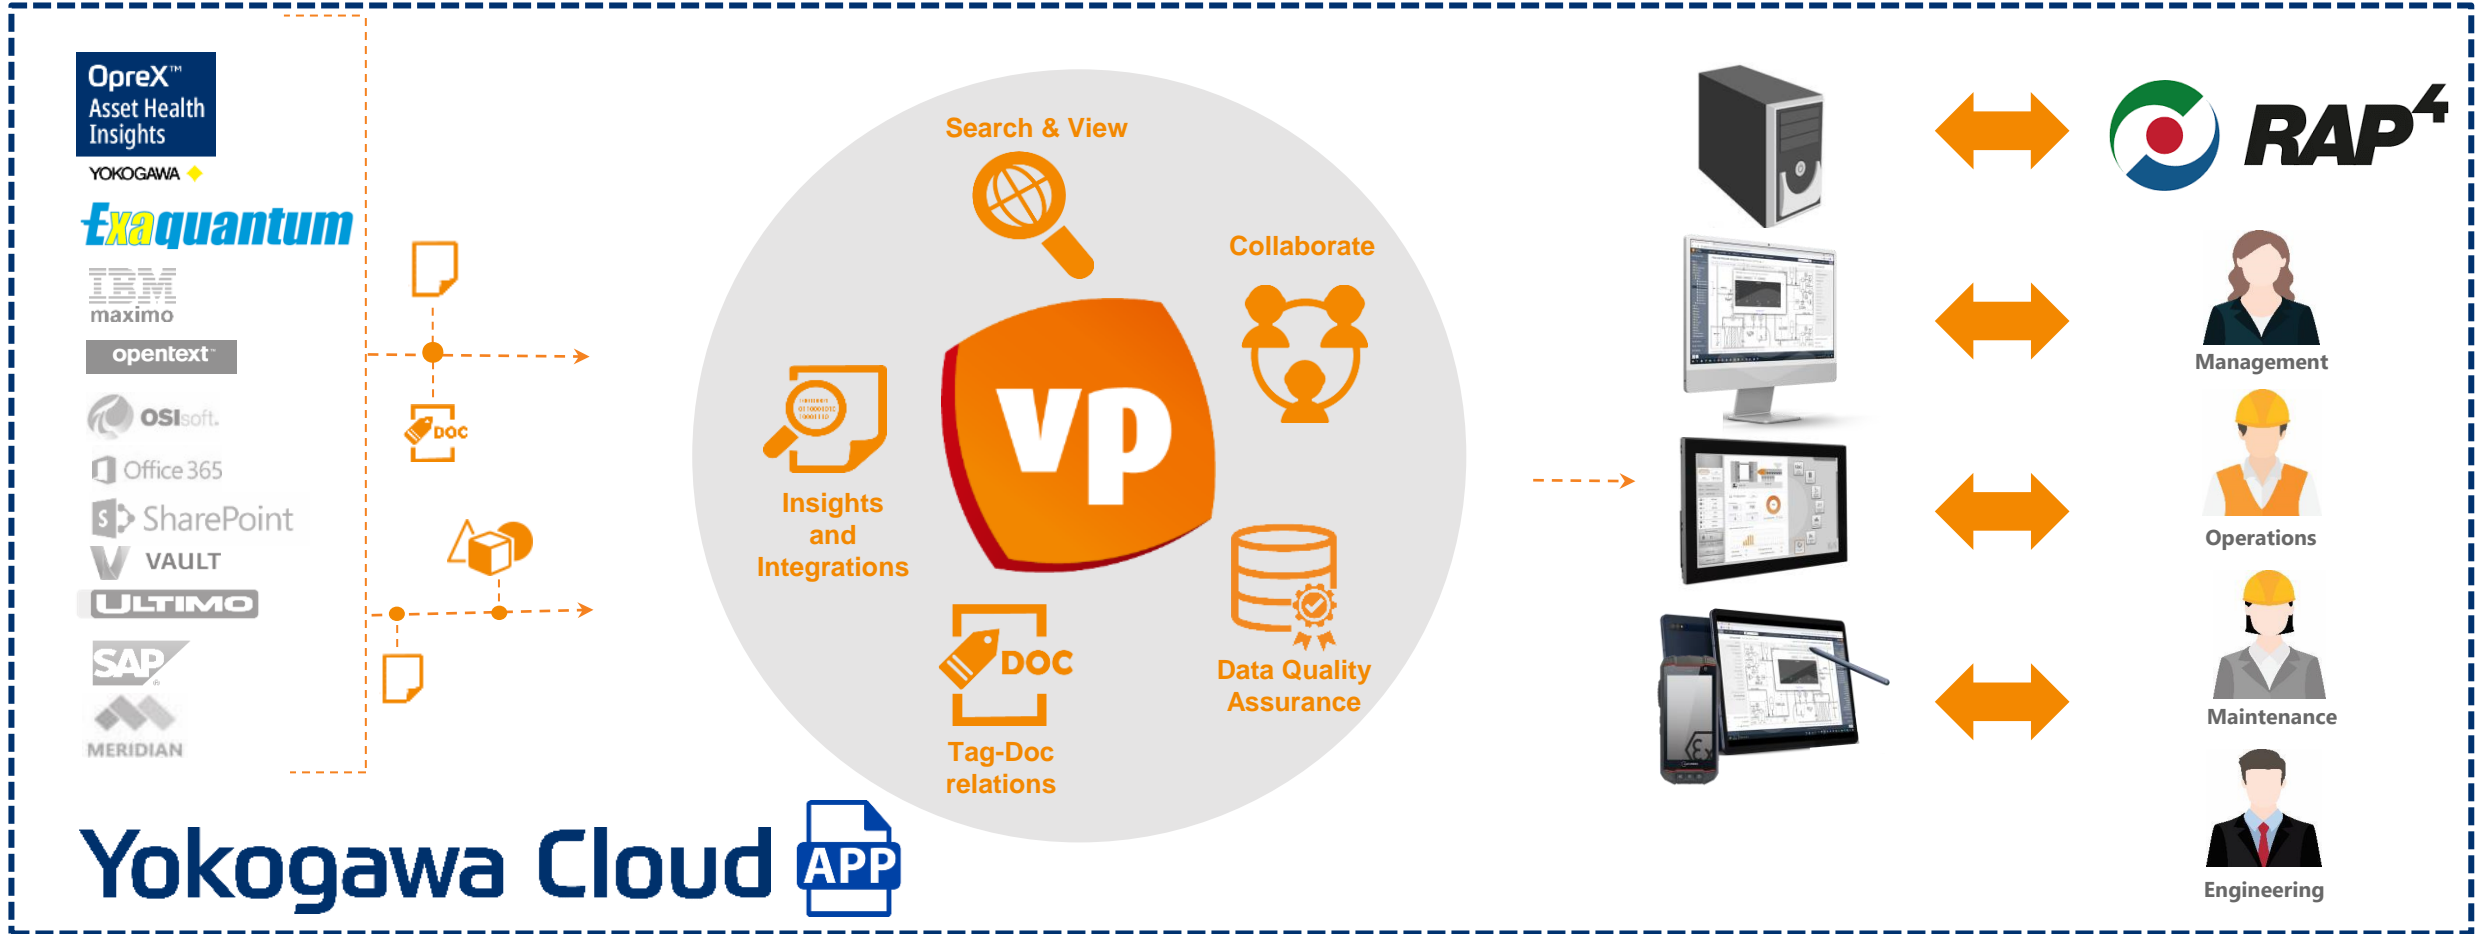 OpreX™
Asset Health
Insights
YOKOGAWA
Exaquantum
IBM
maximo
opentext™
OSIsoft.
Office 365
S SharePoint
VAULT
ULTIMO
SAP
MERIDIAN
DOC
Search & View
Collaborate
Insights
and
Integrations
vp
DOC
Tag-Doc
relations
Data Quality
Assurance
RAP4
Management
Operations
Maintenance
Engineering
Yokogawa Cloud
APP